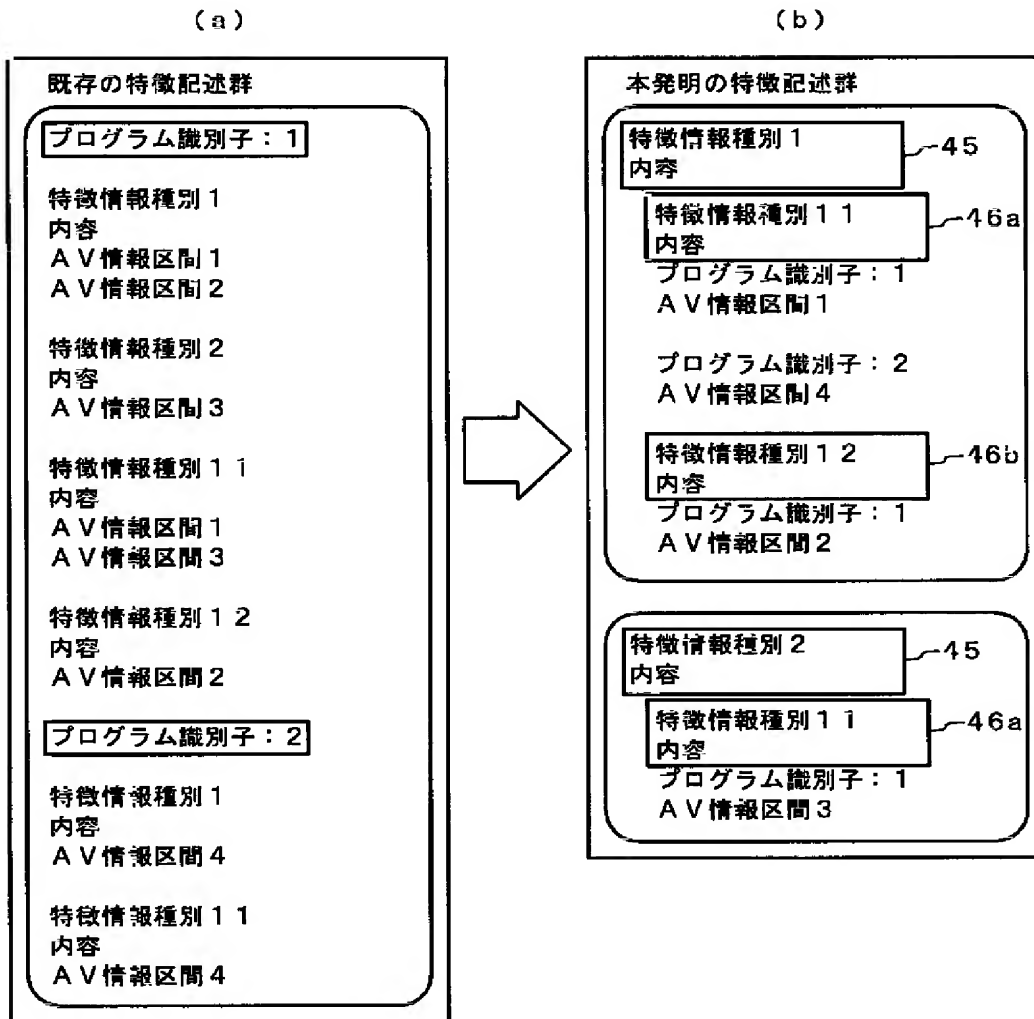 (a)
既存の特徴記述群
プログラム識別子：1
特徴情報種別1
内容
AV情報区間1
AV情報区間2
特徴情報種別2
内容
AV情報区間3
特徴情報種別11
内容
AV情報区間1
AV情報区間3
特徴情報種別12
内容
AV情報区間2
プログラム識別子：2
特徴情報種別1
内容
AV情報区間4
特徴情報種別11
内容
AV情報区間4
(b)
本発明の特徴記述群
特徴情報種別1
内容
45
特徴情報種別11
内容
46a
プログラム識別子：1
AV情報区間1
プログラム識別子：2
AV情報区間4
特徴情報種別12
内容
46b
プログラム識別子：1
AV情報区間2
特徴情報種別2
内容
45
特徴情報種別11
内容
46a
プログラム識別子：1
AV情報区間3